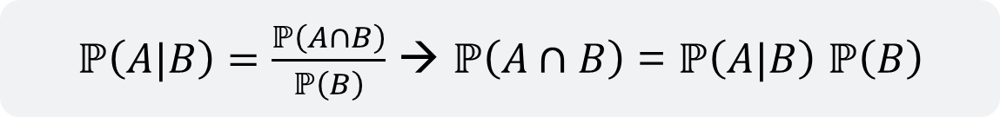 ℙ(A|B) = ℙ(A∩B)/ℙ(B) → ℙ(A ∩ B) = ℙ(A|B) ℙ(B)